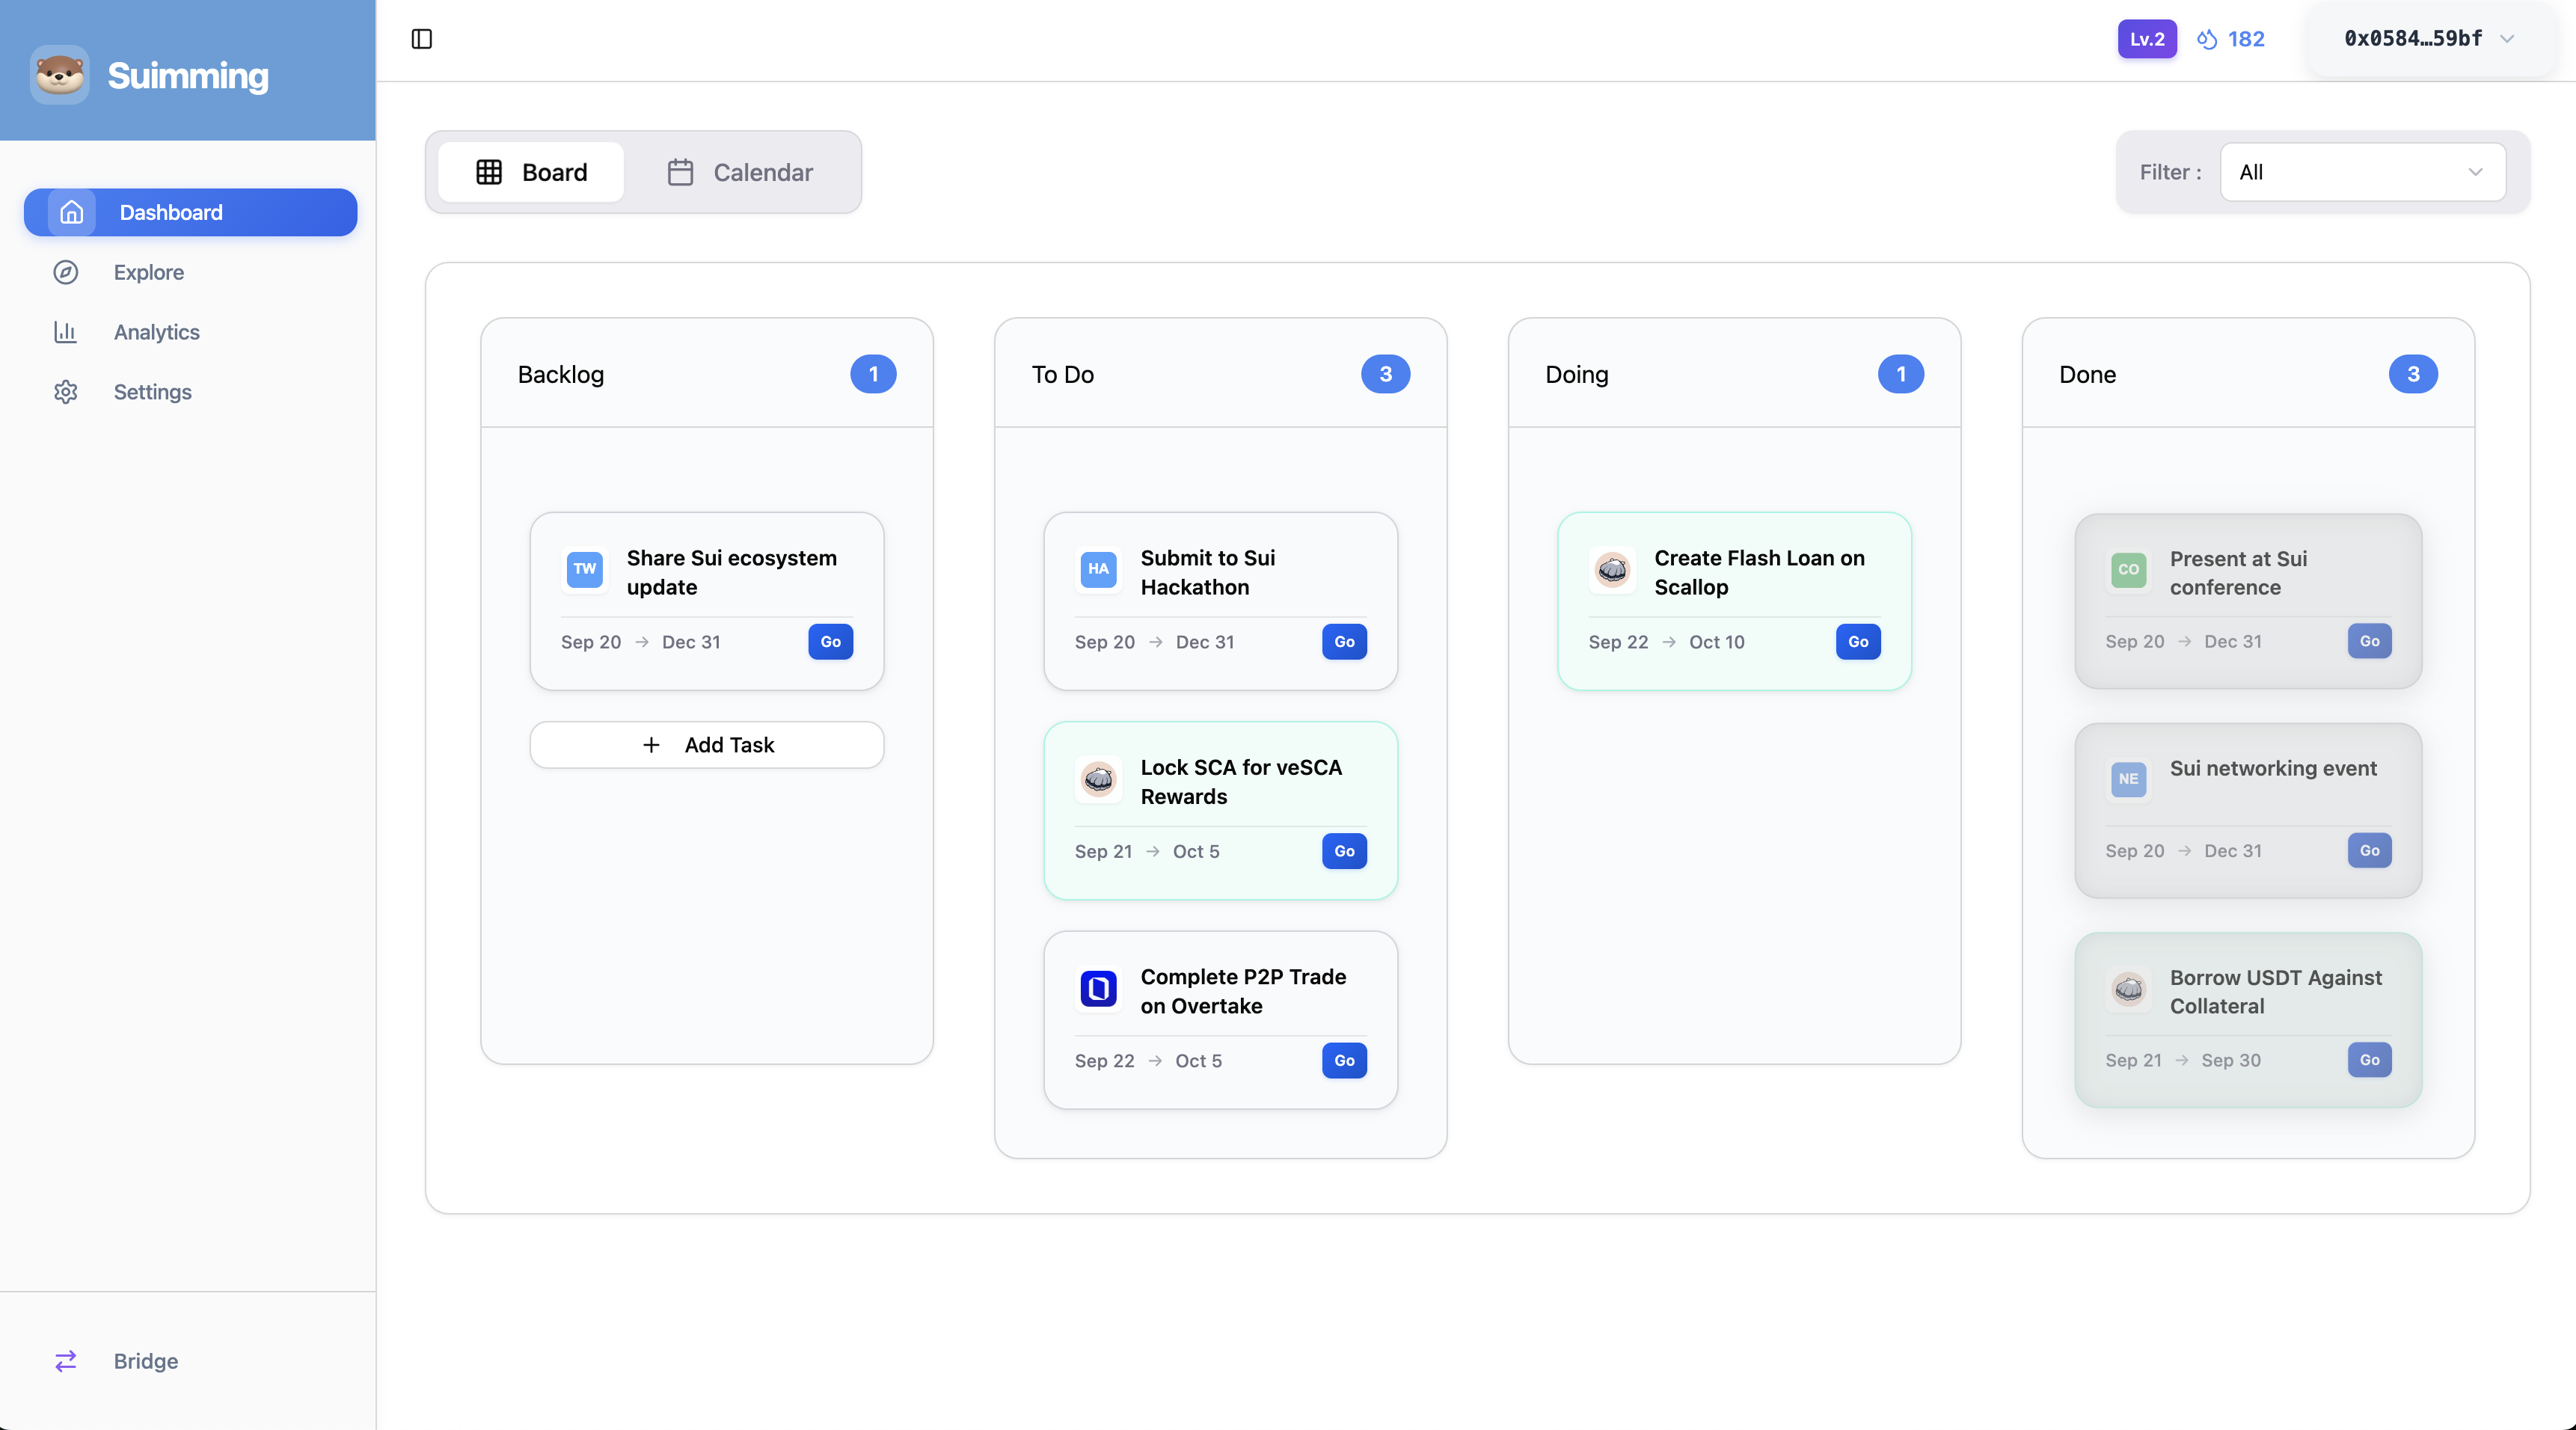 Suimming
Lv.2
182
0x0584…59bf
Dashboard
Explore
Analytics
Settings
Bridge
Board
Calendar
Filter :
All
Backlog
1
TW
Share Sui ecosystem
update
Sep 20 → Dec 31
Go
+ Add Task
To Do
3
HA
Submit to Sui
Hackathon
Sep 20 → Dec 31
Go
Lock SCA for veSCA
Rewards
Sep 21 → Oct 5
Go
Complete P2P Trade
on Overtake
Sep 22 → Oct 5
Go
Doing
1
Create Flash Loan on
Scallop
Sep 22 → Oct 10
Go
Done
3
CO
Present at Sui
conference
Sep 20 → Dec 31
Go
NE
Sui networking event
Sep 20 → Dec 31
Go
Borrow USDT Against
Collateral
Sep 21 → Sep 30
Go